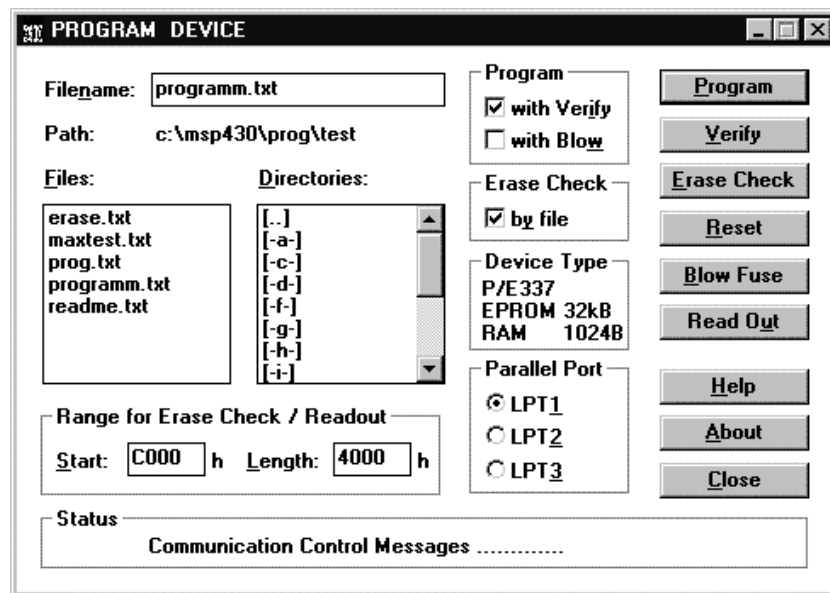 PROGRAM DEVICE
Filename: programm.txt
Path: c:\msp430\prog\test
Files:
erase.txt
maxtest.txt
prog.txt
programm.txt
readme.txt
Directories:
[..]
[-a-]
[-c-]
[-d-]
[-f-]
[-g-]
[-h-]
[-i-]
Range for Erase Check / Readout
Start: C000 h Length: 4000 h
Program
with Verify
with Blow
Erase Check
by file
Device Type
P/E337
EPROM 32kB
RAM 1024B
Parallel Port
LPT1
LPT2
LPT3
Program
Verify
Erase Check
Reset
Blow Fuse
Read Out
Help
About
Close
Status
Communication Control Messages .............